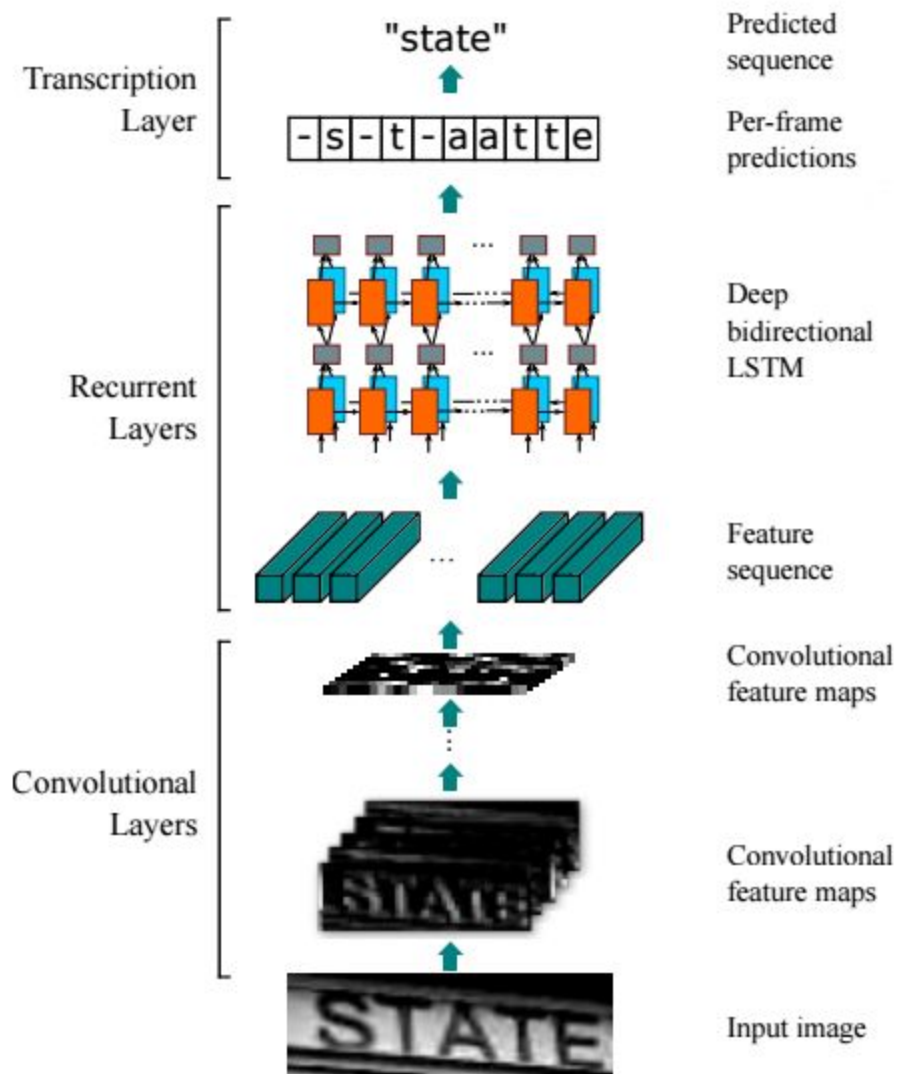 "state"
Predicted
sequence
Transcription
Layer
- s - t - a a t t e
Per-frame
predictions
Deep
bidirectional
LSTM
Recurrent
Layers
Feature
sequence
Convolutional
feature maps
Convolutional
Layers
STATE
Convolutional
feature maps
STATE
Input image